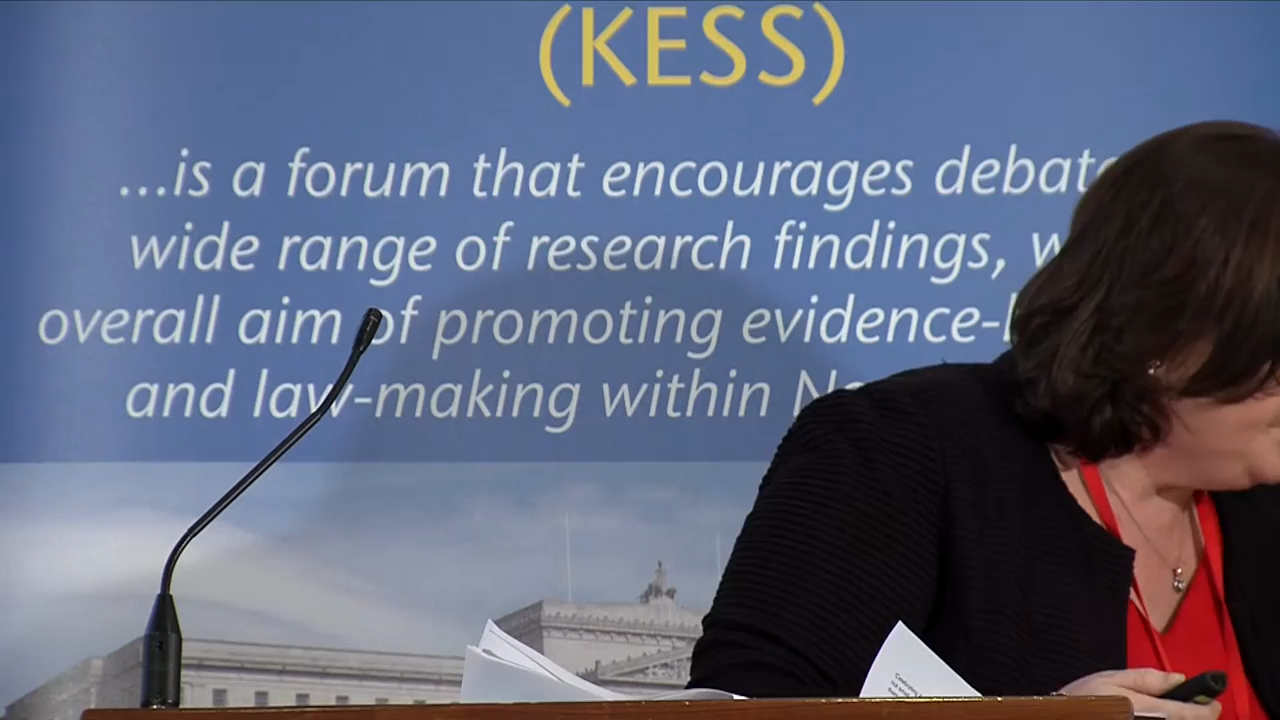 (KESS)
...is a forum that encourages debate
wide range of research findings,
overall aim of promoting evidence-
and law-making within